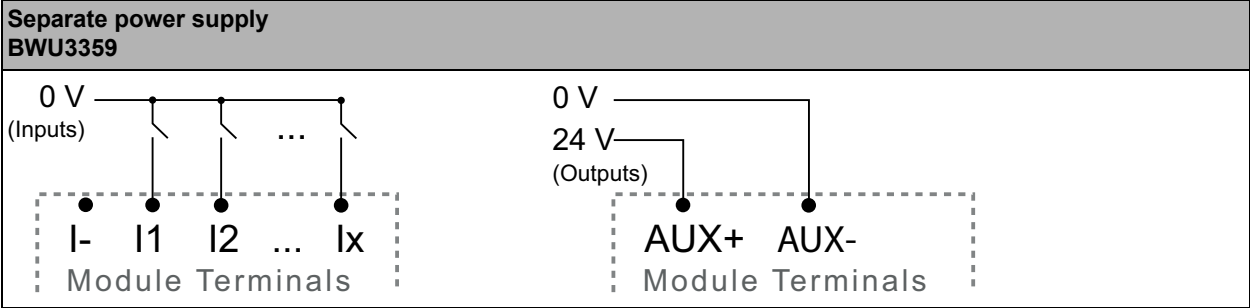 Separate power supply
BWU3359
0 V
(Inputs)
...
I- I1 I2 ... Ix
Module Terminals
0 V
24 V
(Outputs)
AUX+ AUX-
Module Terminals